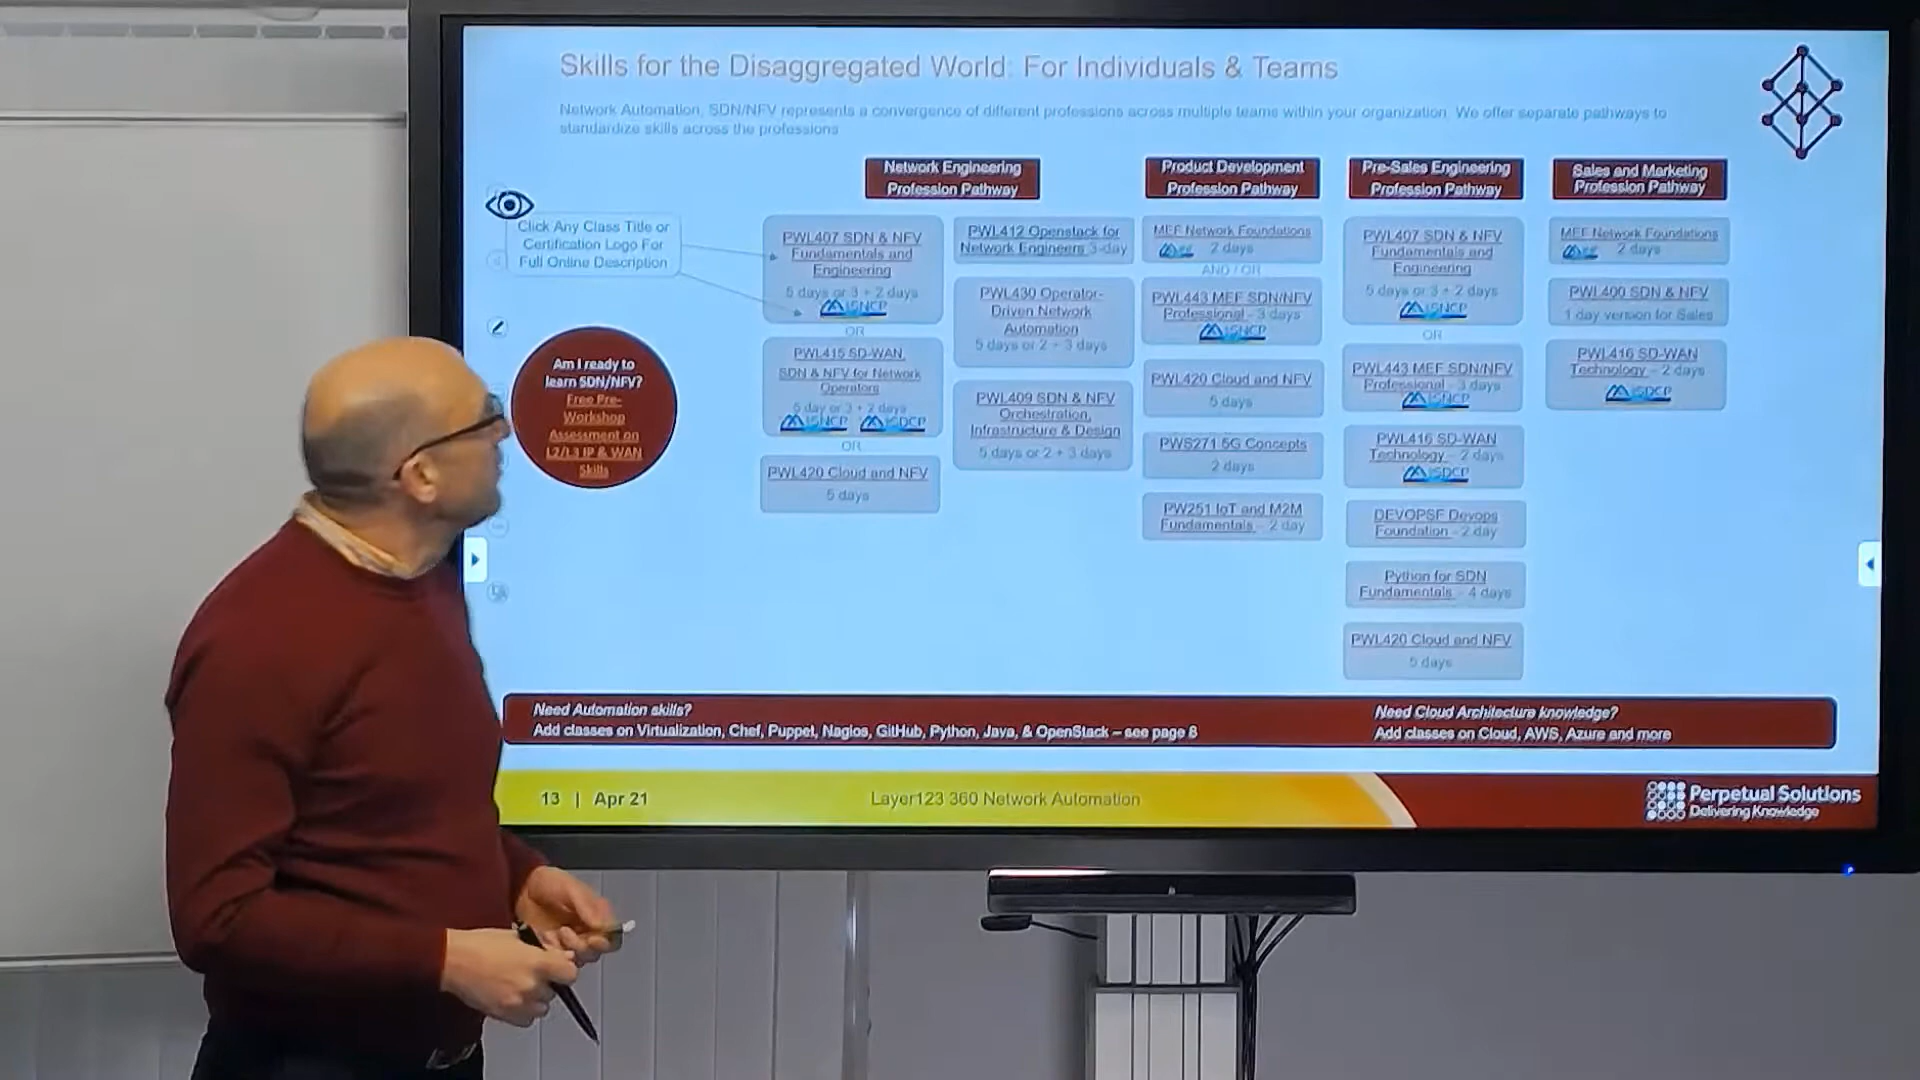 Skills for the Disaggregated World: For Individuals & Teams
Network Automation, SDN/NFV represents a convergence of different professions across multiple teams within your organization. We offer separate pathways to
standardize skills across the professions
Click Any Class Title or
Certification Logo For
Full Online Description
Am I ready to
learn SDN/NFV?
Free Pre-
Workshop
Assessment on
L2/L3 IP & WAN
Skills
Network Engineering
Profession Pathway
PWL407 SDN & NFV
Fundamentals and
Engineering
5 days or 3 + 2 days
OR
PWL415 SD-WAN,
SDN & NFV for Network
Operators
5 day or 3 + 2 days
OR
PWL420 Cloud and NFV
5 days
PWL412 Openstack for
Network Engineers 3-day
PWL430 Operator-
Driven Network
Automation
5 days or 2 + 3 days
PWL409 SDN & NFV
Orchestration,
Infrastructure & Design
5 days or 2 + 3 days
Product Development
Profession Pathway
MEF Network Foundations
2 days
AND / OR
PWL443 MEF SDN/NFV
Professional - 3 days
PWL420 Cloud and NFV
5 days
PWS271 5G Concepts
2 days
PW251 IoT and M2M
Fundamentals - 2 day
Pre-Sales Engineering
Profession Pathway
PWL407 SDN & NFV
Fundamentals and
Engineering
5 days or 3 + 2 days
OR
PWL443 MEF SDN/NFV
Professional - 3 days
PWL416 SD-WAN
Technology - 2 days
DEVOPSF Devops
Foundation - 2 day
Python for SDN
Fundamentals - 4 days
PWL420 Cloud and NFV
5 days
Sales and Marketing
Profession Pathway
MEF Network Foundations
2 days
PWL400 SDN & NFV
1 day version for Sales
PWL416 SD-WAN
Technology - 2 days
Need Automation skills?
Add classes on Virtualization, Chef, Puppet, Nagios, GitHub, Python, Java, & OpenStack – see page 8
Need Cloud Architecture knowledge?
Add classes on Cloud, AWS, Azure and more
13 | Apr 21
Layer123 360 Network Automation
Perpetual Solutions
Delivering Knowledge